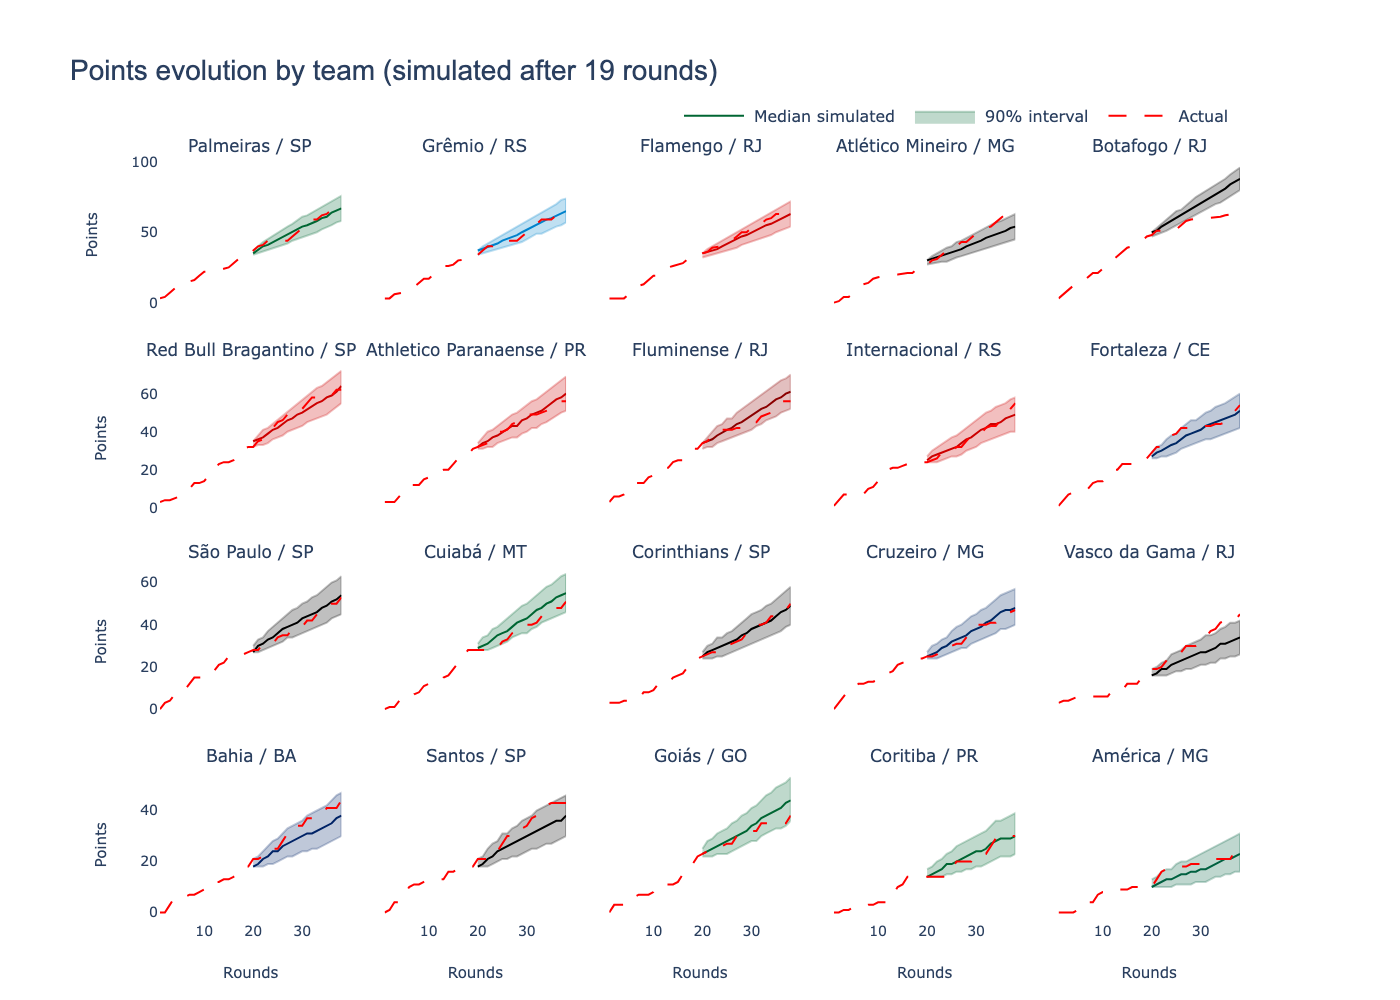 Points evolution by team (simulated after 19 rounds)
Median simulated 90% interval Actual
Palmeiras / SP Grêmio / RS Flamengo / RJ Atlético Mineiro / MG Botafogo / RJ
100
50
0
Points
Red Bull Bragantino / SP Athletico Paranaense / PR Fluminense / RJ Internacional / RS Fortaleza / CE
60
40
20
0
Points
São Paulo / SP Cuiabá / MT Corinthians / SP Cruzeiro / MG Vasco da Gama / RJ
60
40
20
0
Points
Bahia / BA Santos / SP Goiás / GO Coritiba / PR América / MG
40
20
0
Points
10 20 30 10 20 30 10 20 30 10 20 30 10 20 30
Rounds Rounds Rounds Rounds Rounds